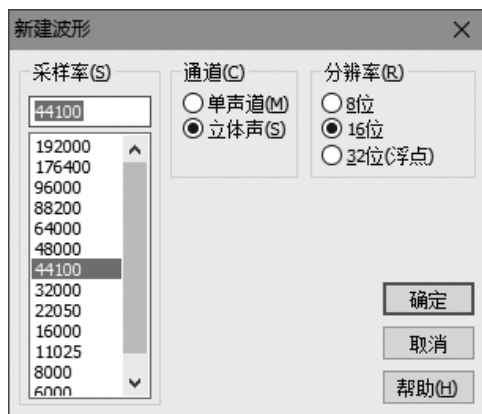 新建波形
采样率(S)
44100
192000
176400
96000
88200
64000
48000
44100
32000
22050
16000
11025
8000
6000
通道(C)
单声道(M)
立体声(S)
分辨率(R)
8位
16位
32位(浮点)
确定
取消
帮助(H)